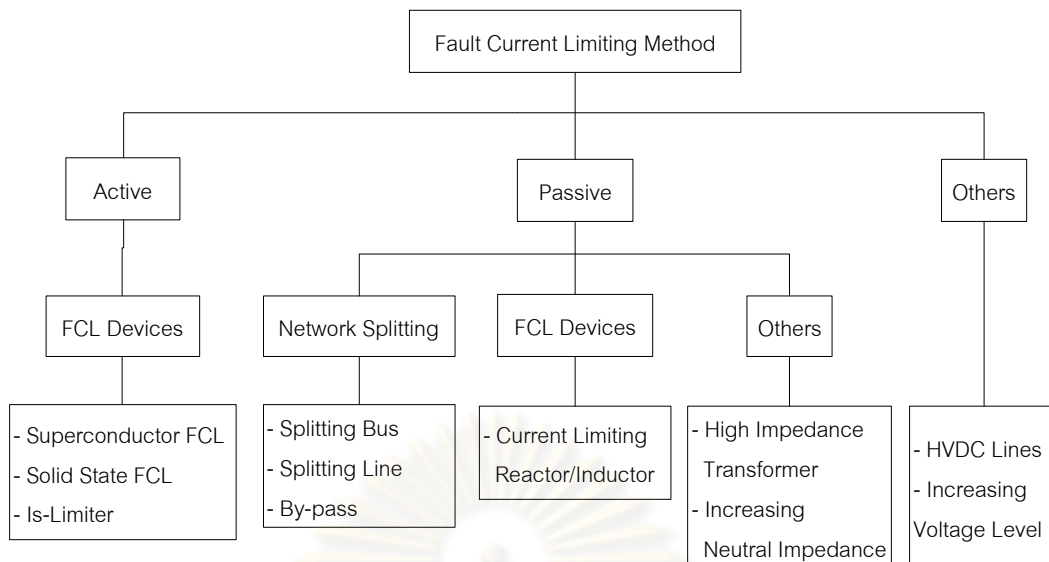 Fault Current Limiting Method
Active
Passive
Others
FCL Devices
Network Splitting
FCL Devices
Others
- Superconductor FCL
- Solid State FCL
- Is-Limiter
- Splitting Bus
- Splitting Line
- By-pass
- Current Limiting
Reactor/Inductor
- High Impedance
Transformer
- Increasing
Neutral Impedance
- HVDC Lines
- Increasing
Voltage Level